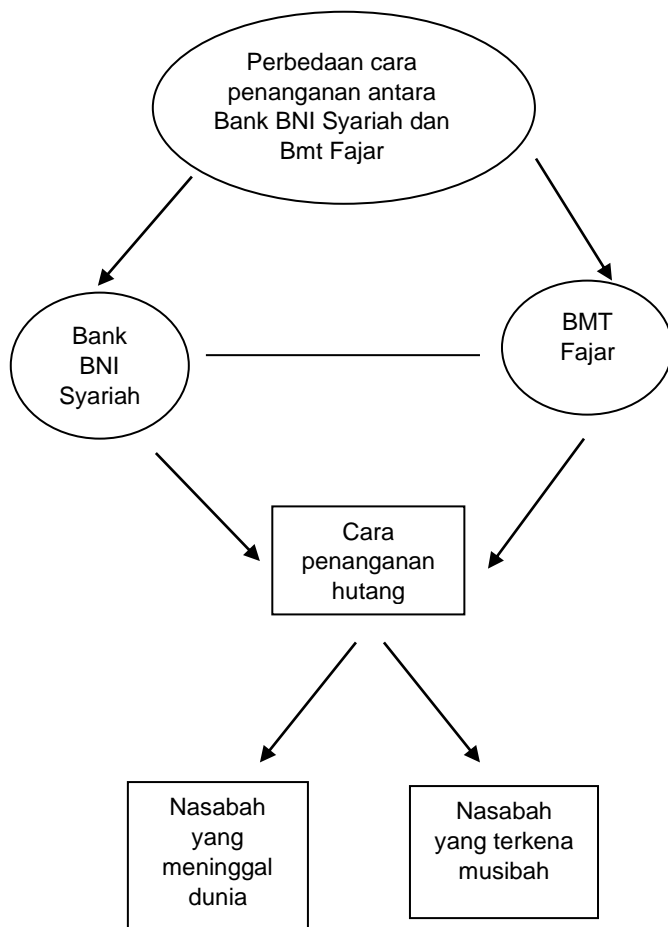 Perbedaan cara
penanganan antara
Bank BNI Syariah dan
Bmt Fajar
Bank
BNI
Syariah
BMT
Fajar
Cara
penanganan
hutang
Nasabah
yang
meninggal
dunia
Nasabah
yang terkena
musibah